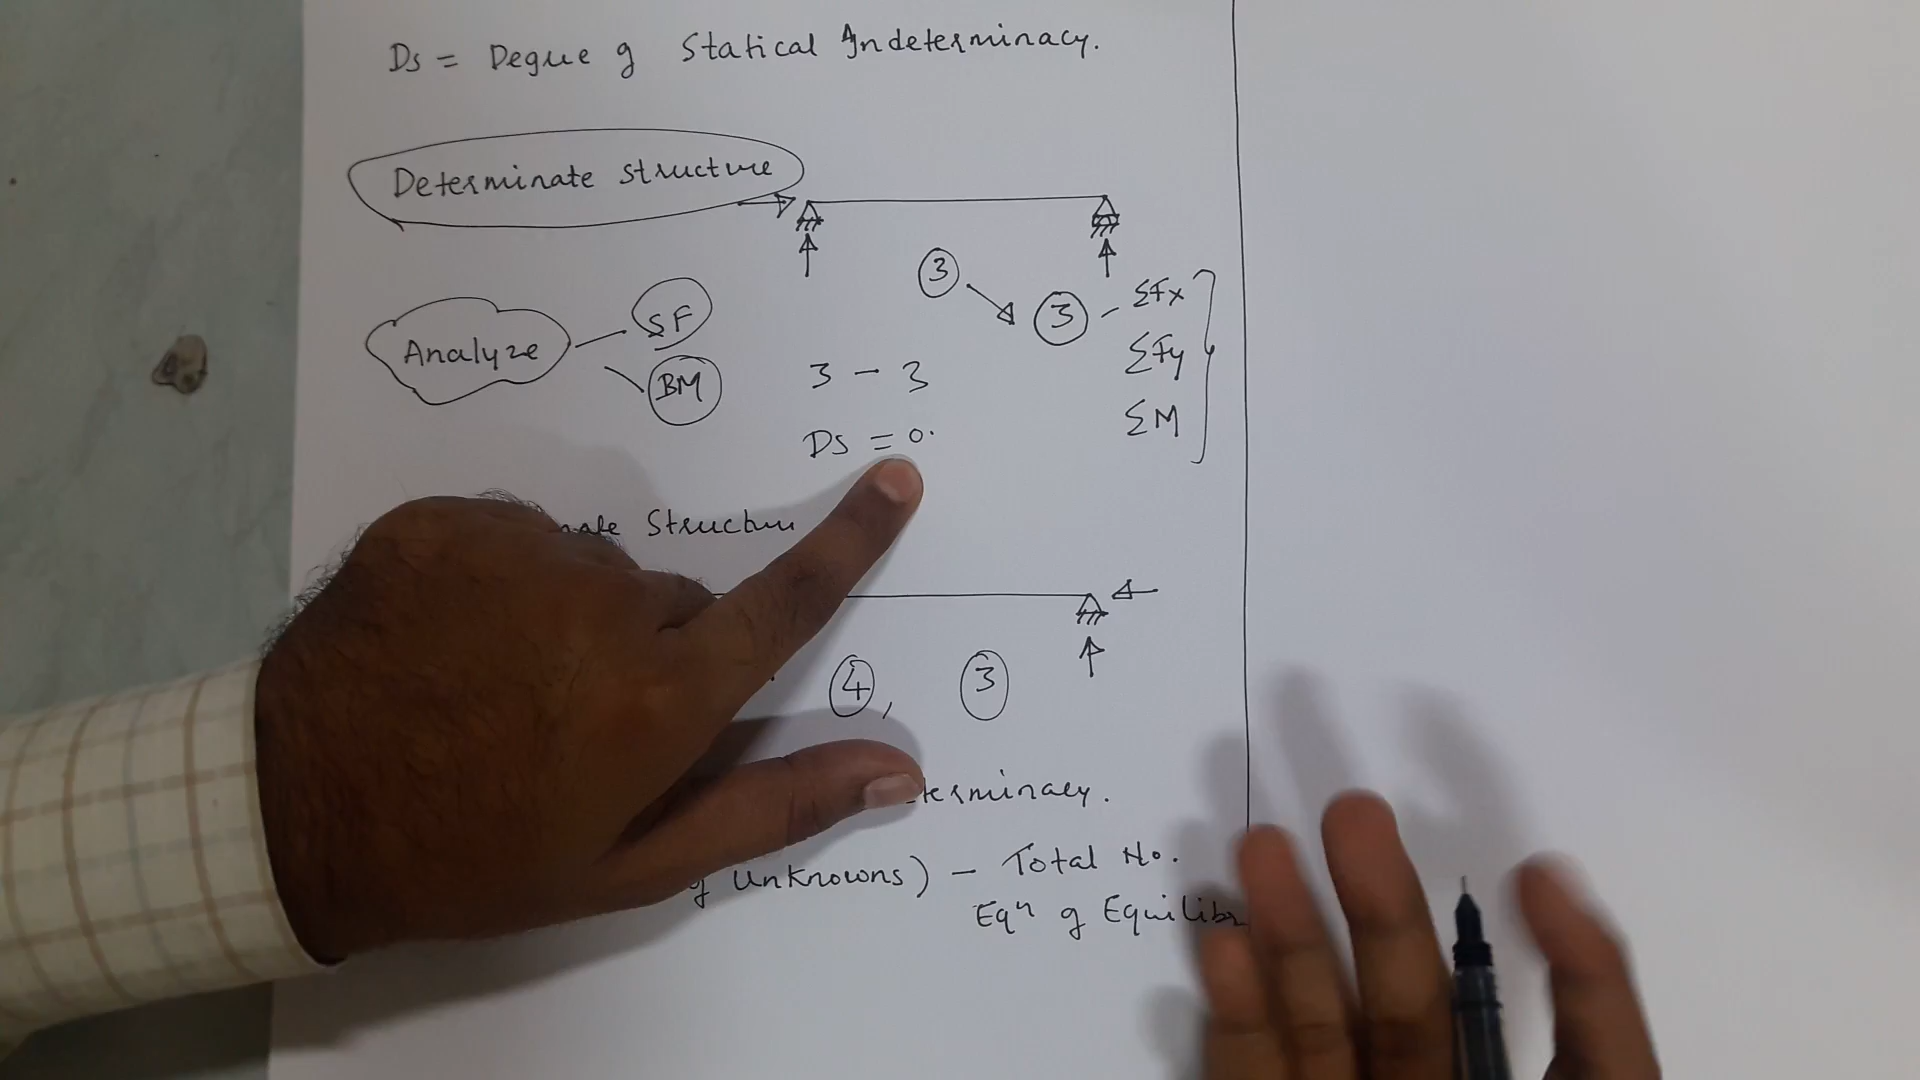 Ds = Degree of Statical Indeterminacy.
Determinate structure
Analyze
SF
BM
3
3
ΣFx
ΣFy
ΣM
3 - 3
Ds = 0.
Structure
4, 3
Unknowns) - Total No.
Eqn of